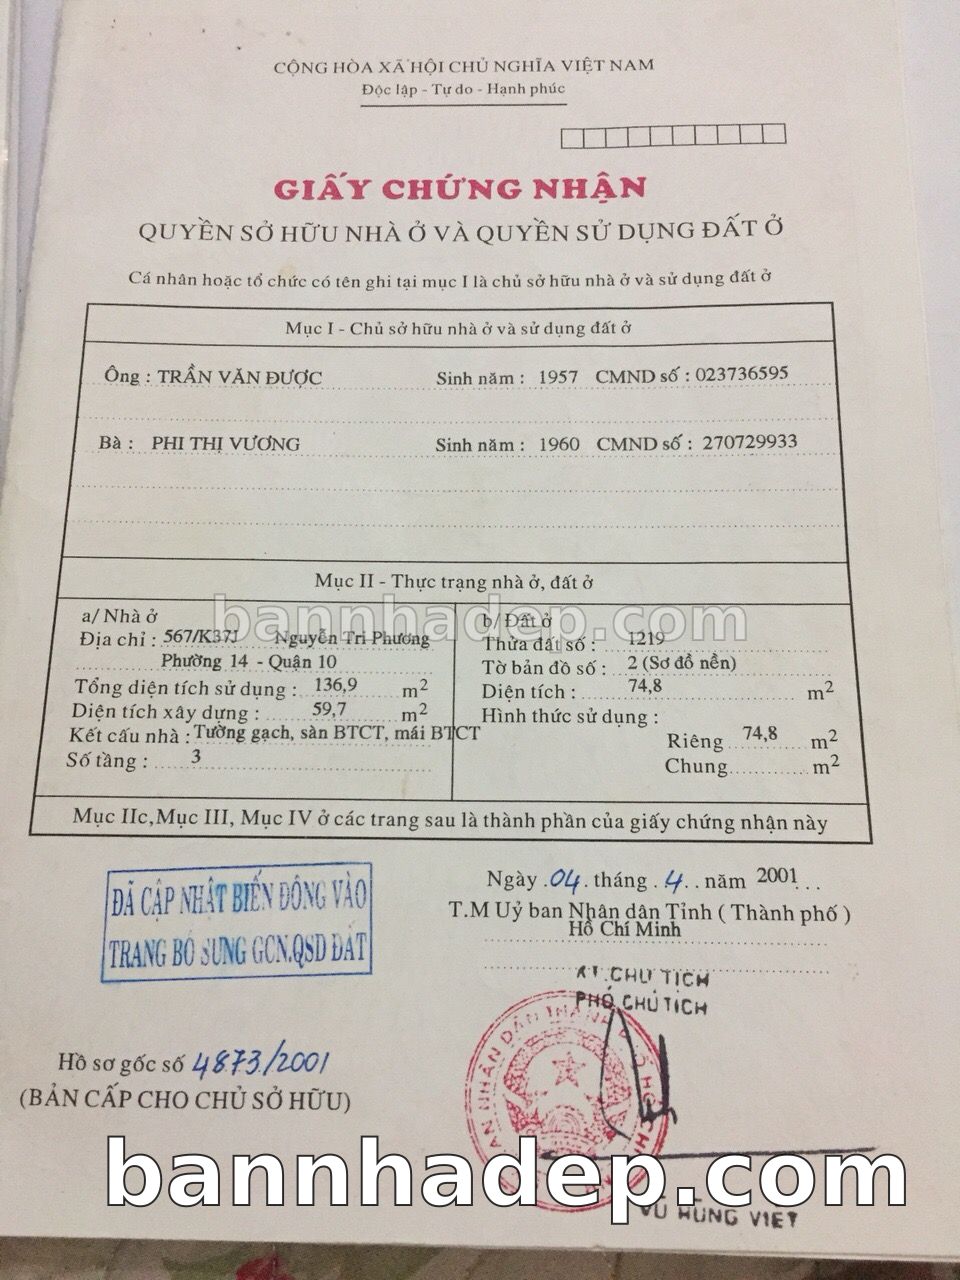 CỘNG HÒA XÃ HỘI CHỦ NGHĨA VIỆT NAM
Độc lập - Tự do - Hạnh phúc
GIẤY CHỨNG NHẬN
QUYỀN SỞ HỮU NHÀ Ở VÀ QUYỀN SỬ DỤNG ĐẤT Ở
Cá nhân hoặc tổ chức có tên ghi tại mục I là chủ sở hữu nhà ở và sử dụng đất ở
Mục I - Chủ sở hữu nhà ở và sử dụng đất ở
Ông : TRẦN VĂN ĐƯỢC Sinh năm : 1957 CMND số : 023736595
Bà : PHI THỊ VƯƠNG Sinh năm : 1960 CMND số : 270729933
Mục II - Thực trạng nhà ở, đất ở
bannhadep.com
a/ Nhà ở
Địa chỉ : 567/K37J Nguyễn Tri Phương
Phường 14 - Quận 10
Tổng diện tích sử dụng : 136,9 m2
Diện tích xây dựng : 59,7 m2
Kết cấu nhà : Tường gạch, sàn BTCT, mái BTCT
Số tầng : 3
b/ Đất ở
Thửa đất số : 1219
Tờ bản đồ số : 2 (Sơ đồ nền)
Diện tích : 74,8 m2
Hình thức sử dụng :
Riêng 74,8 m2
Chung m2
Mục IIc, Mục III, Mục IV ở các trang sau là thành phần của giấy chứng nhận này
ĐÃ CẬP NHẬT BIẾN ĐỘNG VÀO
TRANG BỔ SUNG GCN.QSD ĐẤT
Ngày 04 tháng 4 năm 2001
T.M Uỷ ban Nhân dân Tỉnh ( Thành phố )
Hồ Chí Minh
KT.CHỦ TỊCH
PHÓ CHỦ TỊCH
Hồ sơ gốc số 4873/2001
(BẢN CẤP CHO CHỦ SỞ HỮU)
bannhadep.com
VŨ HÙNG VIỆT